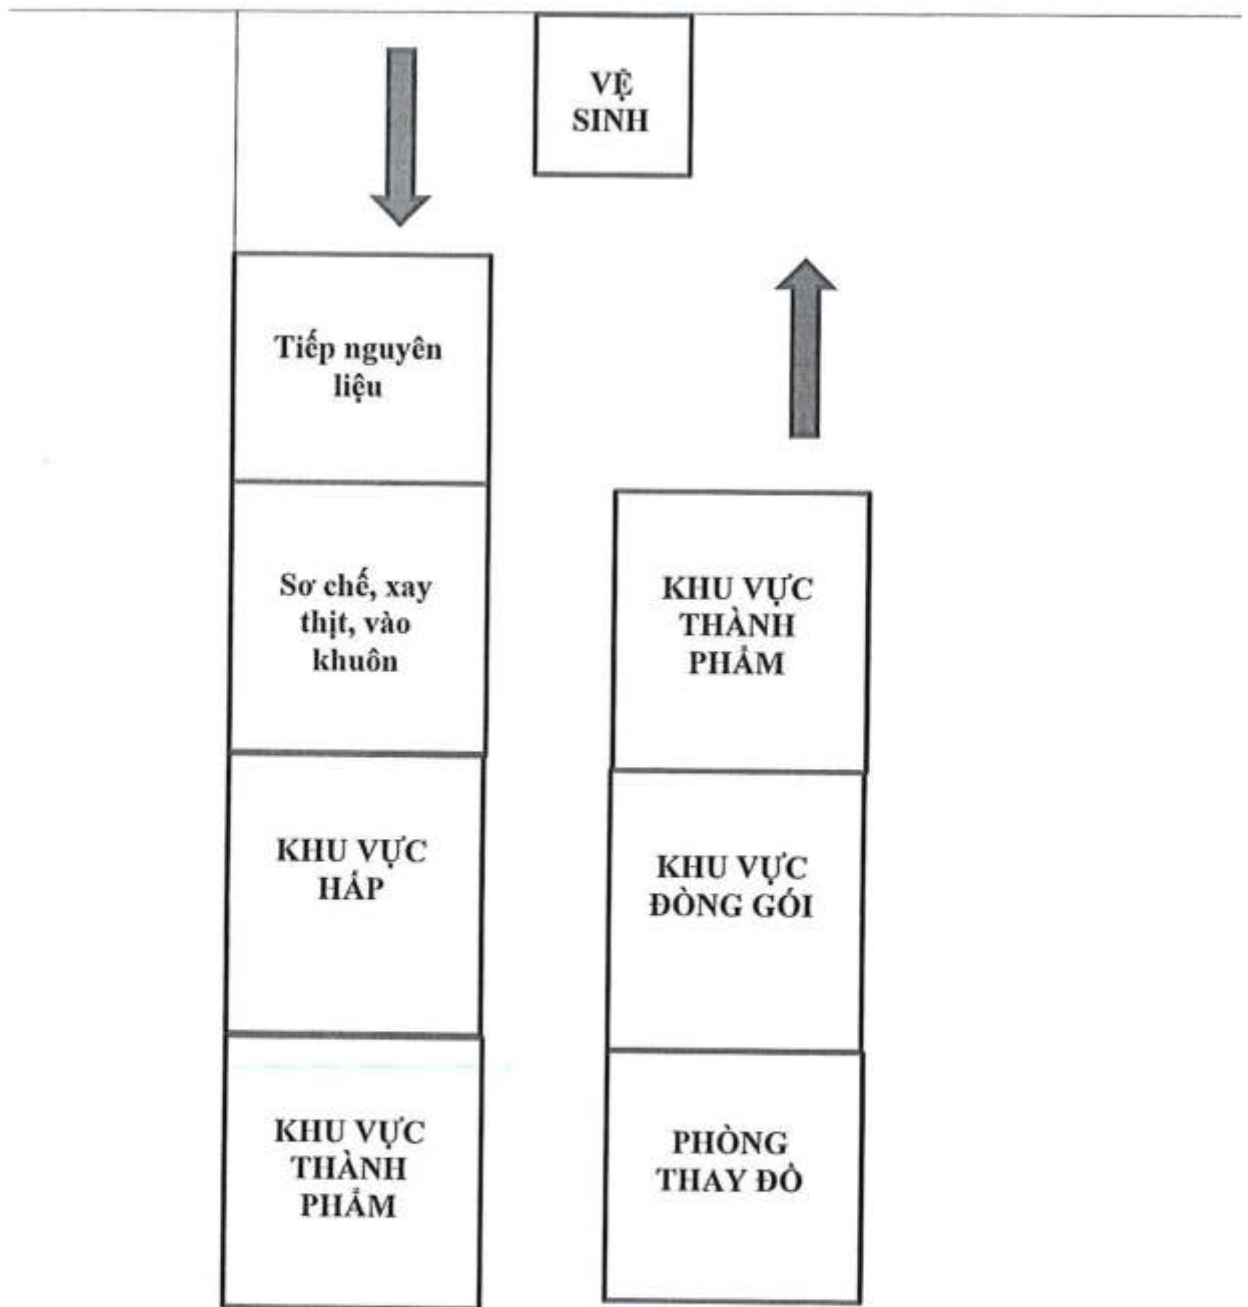 VỆ
SINH
Tiếp nguyên
liệu
Sơ chế, xay
thịt, vào
khuôn
KHU VỰC
HẤP
KHU VỰC
THÀNH
PHẨM
KHU VỰC
THÀNH
PHẨM
KHU VỰC
ĐÒNG GÓI
PHÒNG
THAY ĐỒ